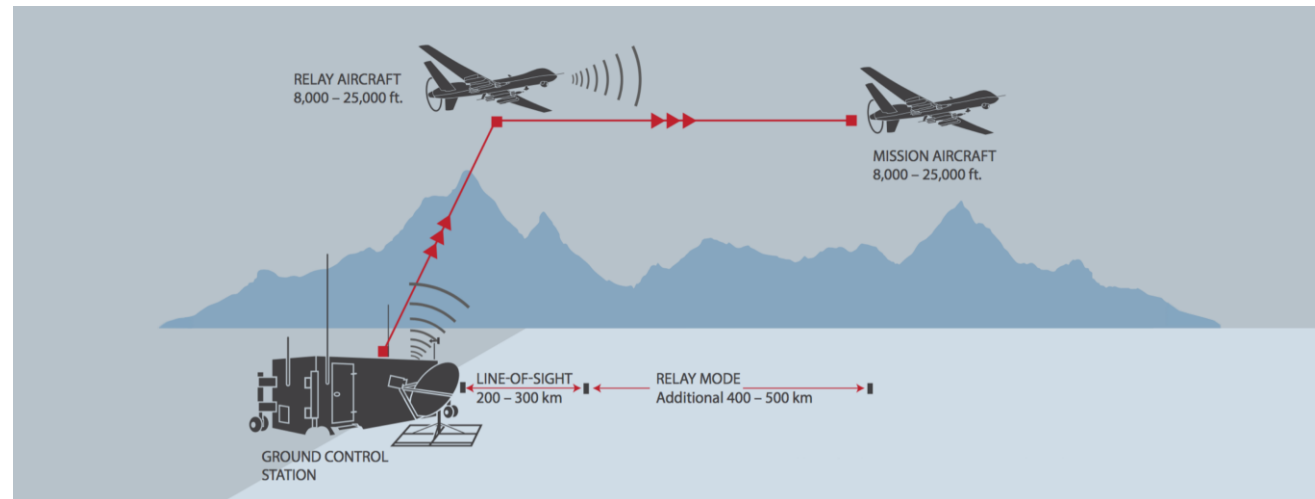 RELAY AIRCRAFT
8,000 – 25,000 ft.
MISSION AIRCRAFT
8,000 – 25,000 ft.
LINE-OF-SIGHT
200 – 300 km
RELAY MODE
Additional 400 – 500 km
GROUND CONTROL
STATION